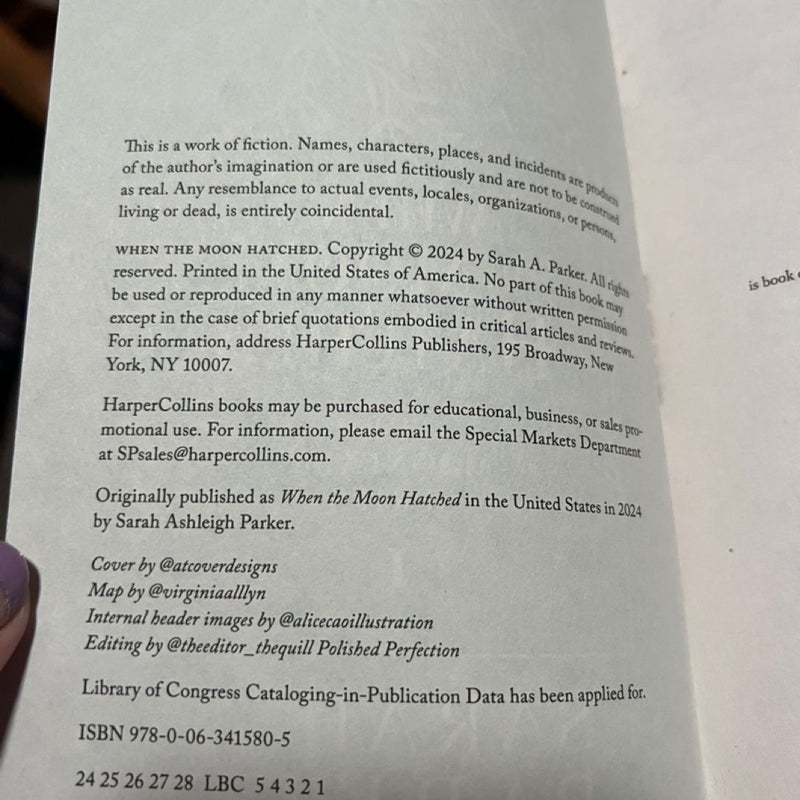 This is a work of fiction. Names, characters, places, and incidents are products
of the author's imagination or are used fictitiously and are not to be construed
as real. Any resemblance to actual events, locales, organizations, or persons,
living or dead, is entirely coincidental.
WHEN THE MOON HATCHED. Copyright © 2024 by Sarah A. Parker. All rights
reserved. Printed in the United States of America. No part of this book may
be used or reproduced in any manner whatsoever without written permission
except in the case of brief quotations embodied in critical articles and reviews.
For information, address HarperCollins Publishers, 195 Broadway, New
York, NY 10007.
HarperCollins books may be purchased for educational, business, or sales pro-
motional use. For information, please email the Special Markets Department
at SPsales@harpercollins.com.
Originally published as When the Moon Hatched in the United States in 2024
by Sarah Ashleigh Parker.
Cover by @atcoverdesigns
Map by @virginiaalllyn
Internal header images by @alicecaoillustration
Editing by @theeditor_thequill Polished Perfection
Library of Congress Cataloging-in-Publication Data has been applied for.
ISBN 978-0-06-341580-5
24 25 26 27 28 LBC 5 4 3 2 1
is book